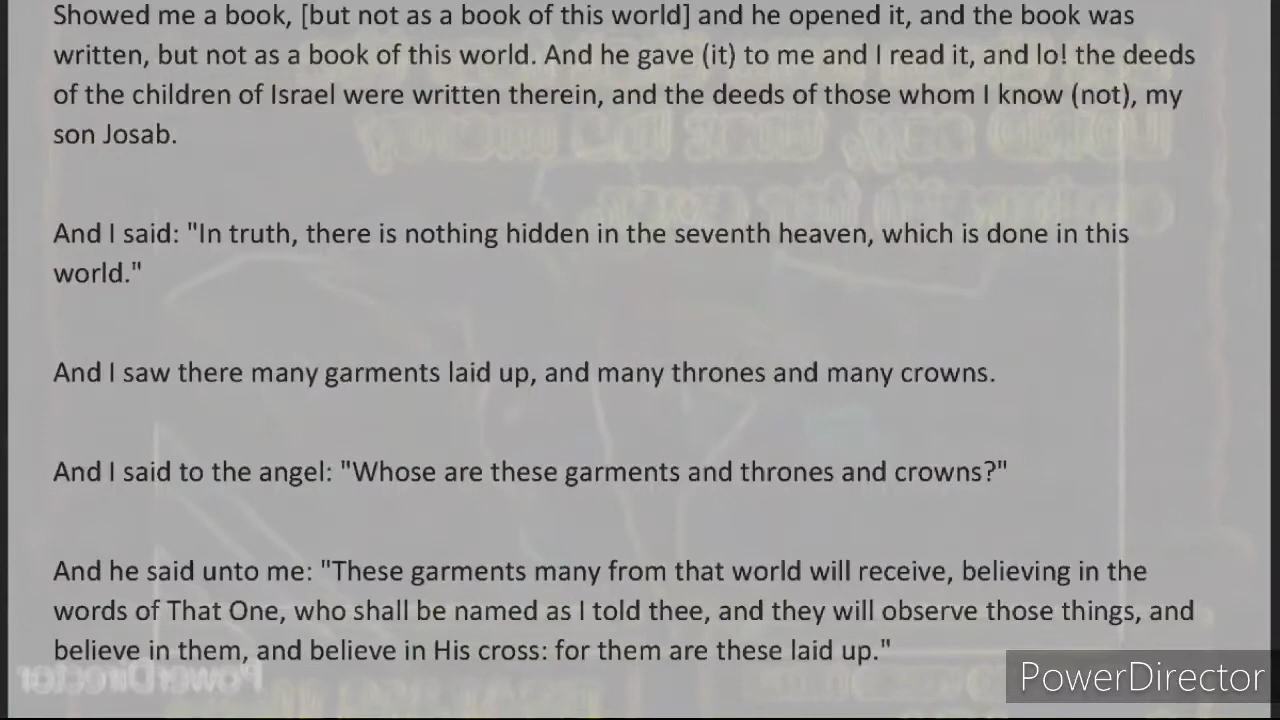 Showed me a book, [but not as a book of this world] and he opened it, and the book was
written, but not as a book of this world. And he gave (it) to me and I read it, and lo! the deeds
of the children of Israel were written therein, and the deeds of those whom I know (not), my
son Josab.
And I said: "In truth, there is nothing hidden in the seventh heaven, which is done in this
world."
And I saw there many garments laid up, and many thrones and many crowns.
And I said to the angel: "Whose are these garments and thrones and crowns?"
And he said unto me: "These garments many from that world will receive, believing in the
words of That One, who shall be named as I told thee, and they will observe those things, and
believe in them, and believe in His cross: for them are these laid up."
PowerDirector
PowerDirector